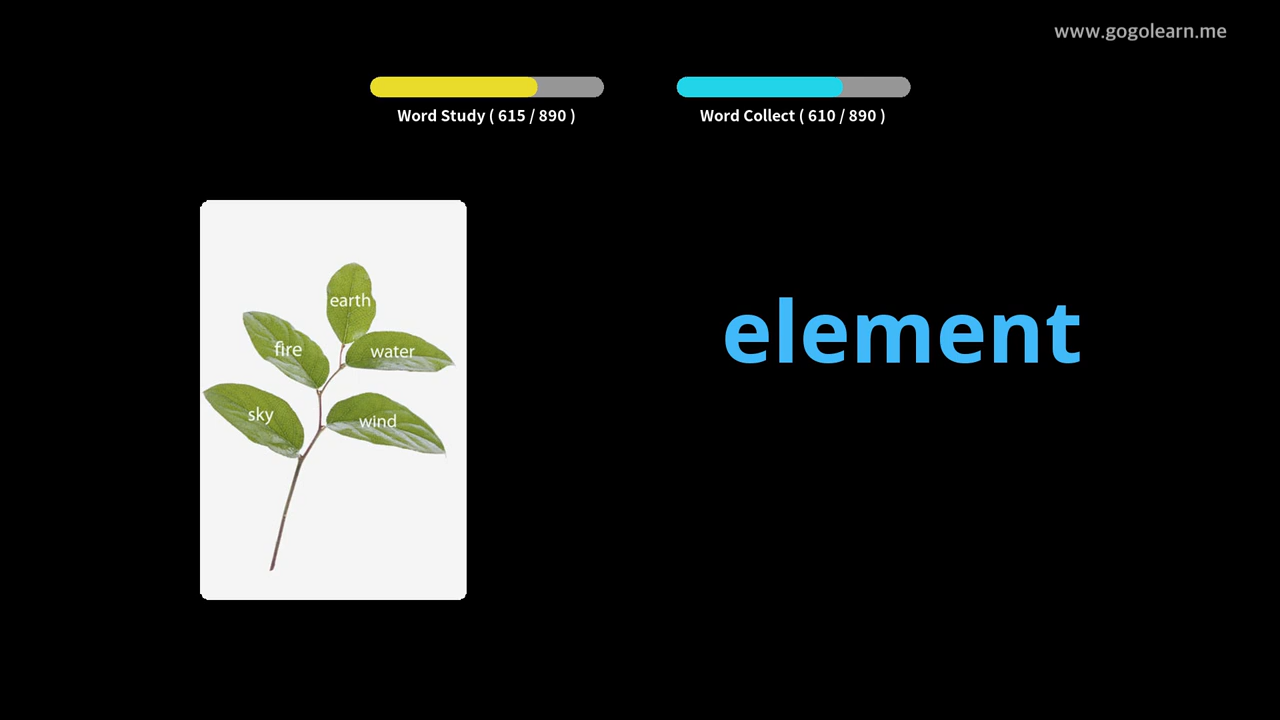 www.gogolearn.me
Word Study ( 615 / 890 )
Word Collect ( 610 / 890 )
earth
fire
water
sky
wind
element